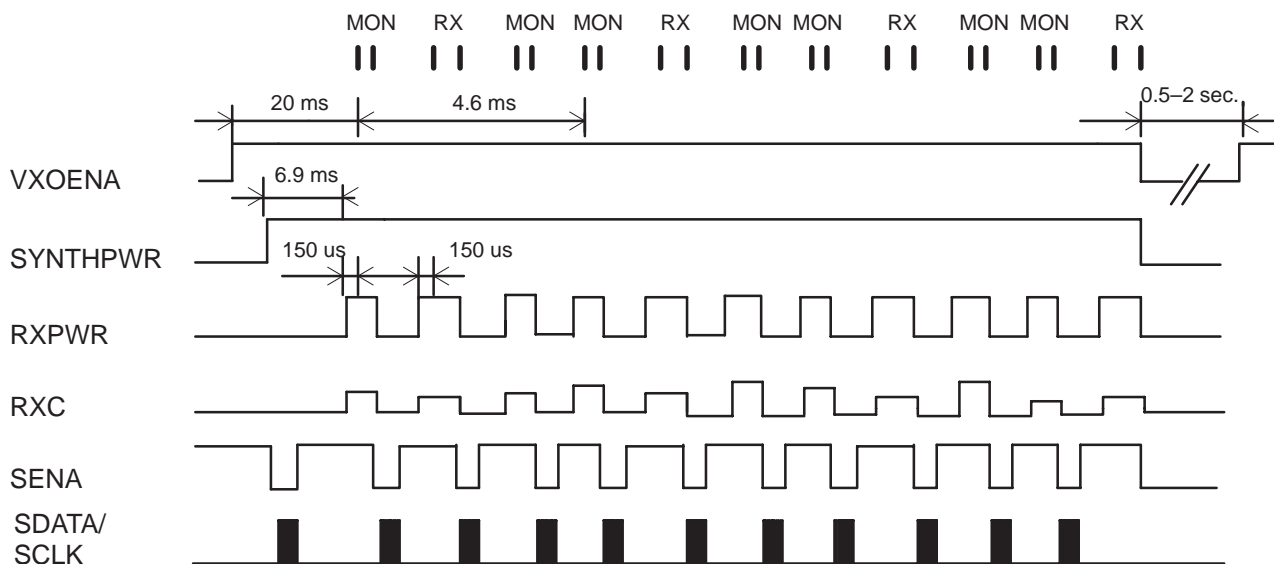 MON RX MON MON RX MON MON RX MON MON RX
20 ms 4.6 ms 0.5–2 sec.
VXOENA
6.9 ms
SYNTHPWR
150 us 150 us
RXPWR
RXC
SENA
SDATA/
SCLK